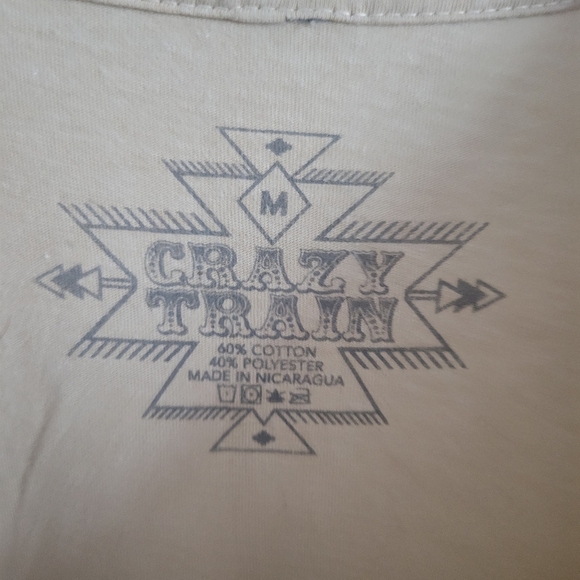 M
CRAZY
TRAIN
60% COTTON
40% POLYESTER
MADE IN NICARAGUA